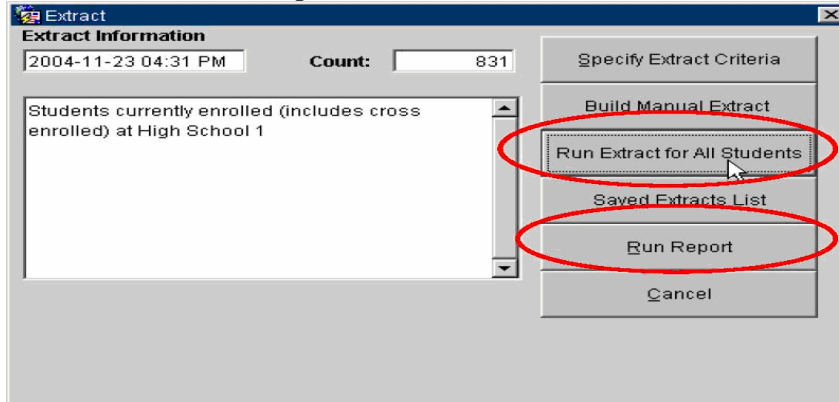 Extract
Extract Information
2004-11-23 04:31 PM Count: 831
Students currently enrolled (includes cross
enrolled) at High School 1
Specify Extract Criteria
Build Manual Extract
Run Extract for All Students
Saved Extracts List
Run Report
Cancel